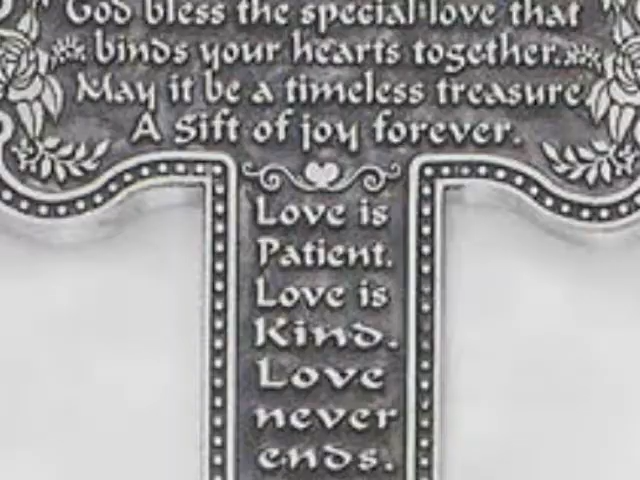 God bless the special love that
binds your hearts together.
May it be a timeless treasure
A Gift of joy forever.
Love is
Patient.
Love is
Kind.
Love
never
ends.